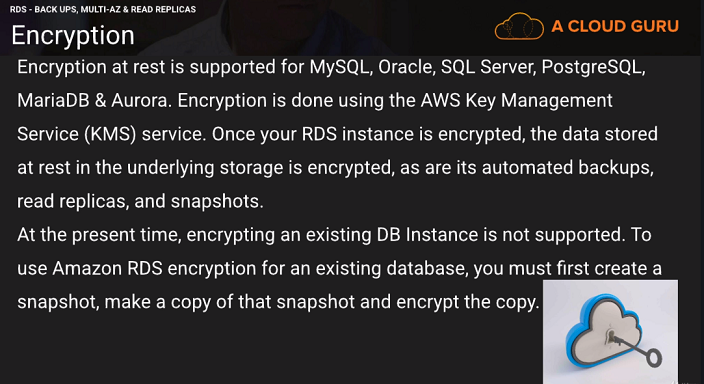 RDS - BACK UPS, MULTI-AZ & READ REPLICAS
Encryption
A CLOUD GURU
Encryption at rest is supported for MySQL, Oracle, SQL Server, PostgreSQL,
MariaDB & Aurora. Encryption is done using the AWS Key Management
Service (KMS) service. Once your RDS instance is encrypted, the data stored
at rest in the underlying storage is encrypted, as are its automated backups,
read replicas, and snapshots.
At the present time, encrypting an existing DB Instance is not supported. To
use Amazon RDS encryption for an existing database, you must first create a
snapshot, make a copy of that snapshot and encrypt the copy.